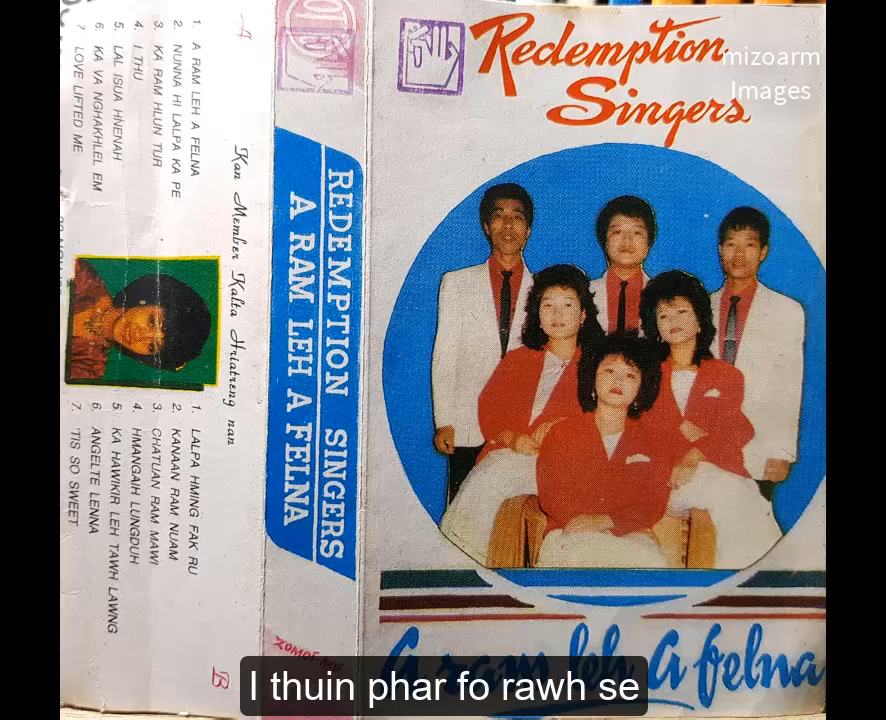 A
1. A RAM LEH A FELNA
2. NUNNA HI LALPA KA PE
3. KA RAM HLUN TUR
4. I THU
5. LAL ISUA HNENAH
6. KA VA NGHAKHLEL EM
7 LOVE LIFTED ME
Kan Member Kalta Hriatreng nan
1. LALPA HMING FAK RU
2. KANAAN RAM NUAM
3. CHATUAN RAM MAWI
4. HMANGAIH LUNGDUH
5. KA HAWIKIR LEH TAWH LAWNG
6. ANGELTE LENNA
7. 'TIS SO SWEET
B
REDEMPTION SINGERS
A RAM LEH A FELNA
Redemption
Singers
mizoarm
Images
A ram leh A felna
I thuin phar fo rawh se